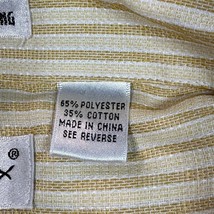 65% POLYESTER
35% COTTON
MADE IN CHINA
SEE REVERSE
®